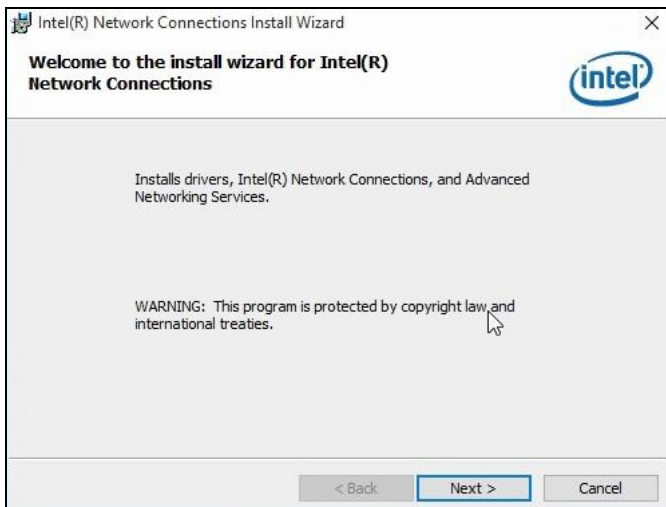 Intel(R) Network Connections Install Wizard
Welcome to the install wizard for Intel(R)
Network Connections
intel
Installs drivers, Intel(R) Network Connections, and Advanced
Networking Services.
WARNING: This program is protected by copyright law and
international treaties.
< Back
Next >
Cancel